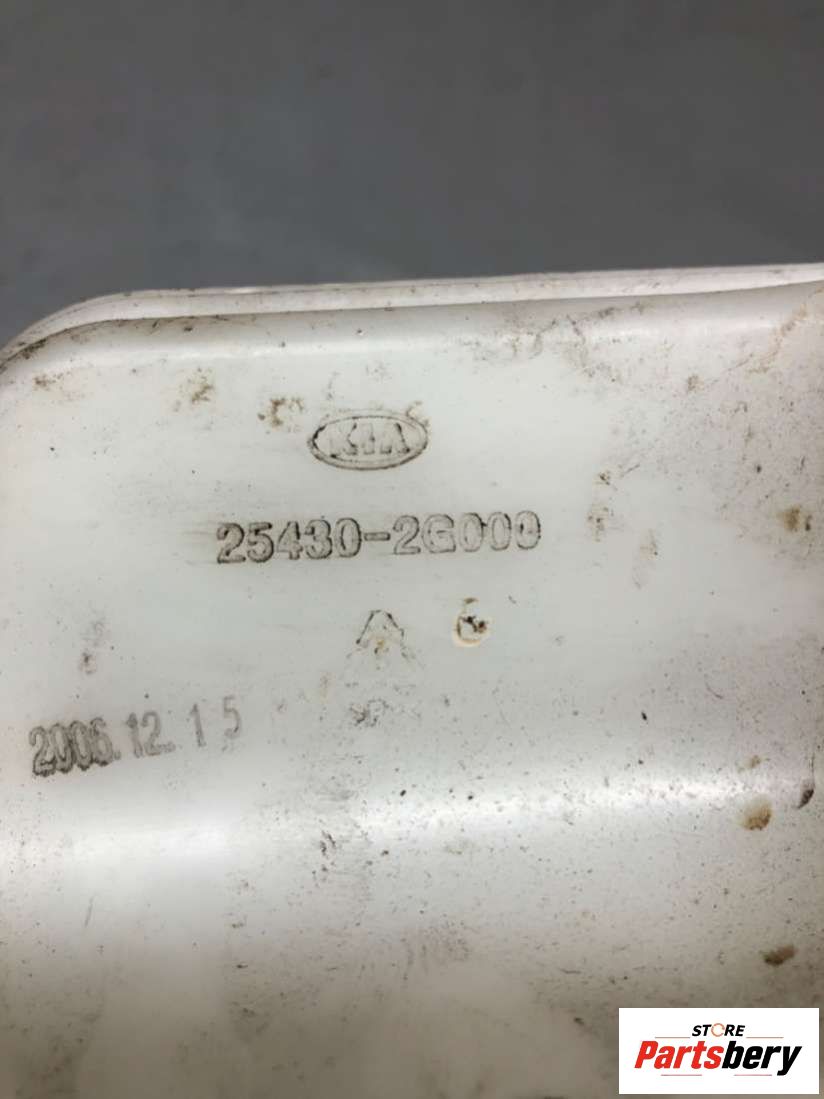 KIA
25430-2G000
2006.12.15
STORE
Partsbery